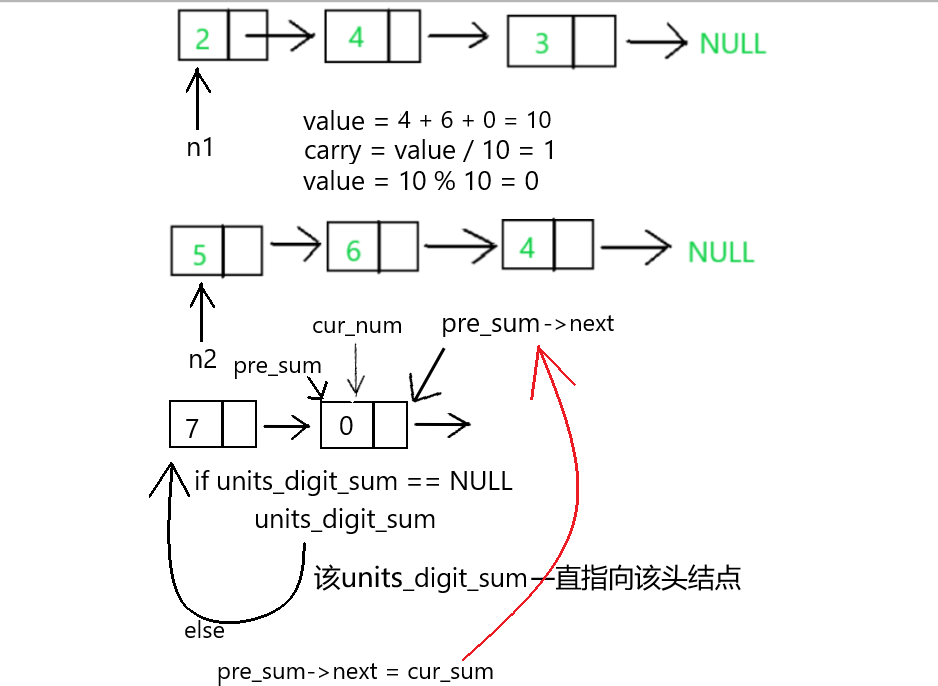 2 4 3 NULL
n1
value = 4 + 6 + 0 = 10
carry = value / 10 = 1
value = 10 % 10 = 0
5 6 4 NULL
n2
cur_num
pre_sum->next
pre_sum
7 0
if units_digit_sum == NULL
units_digit_sum
该units_digit_sum一直指向该头结点
else
pre_sum->next = cur_sum